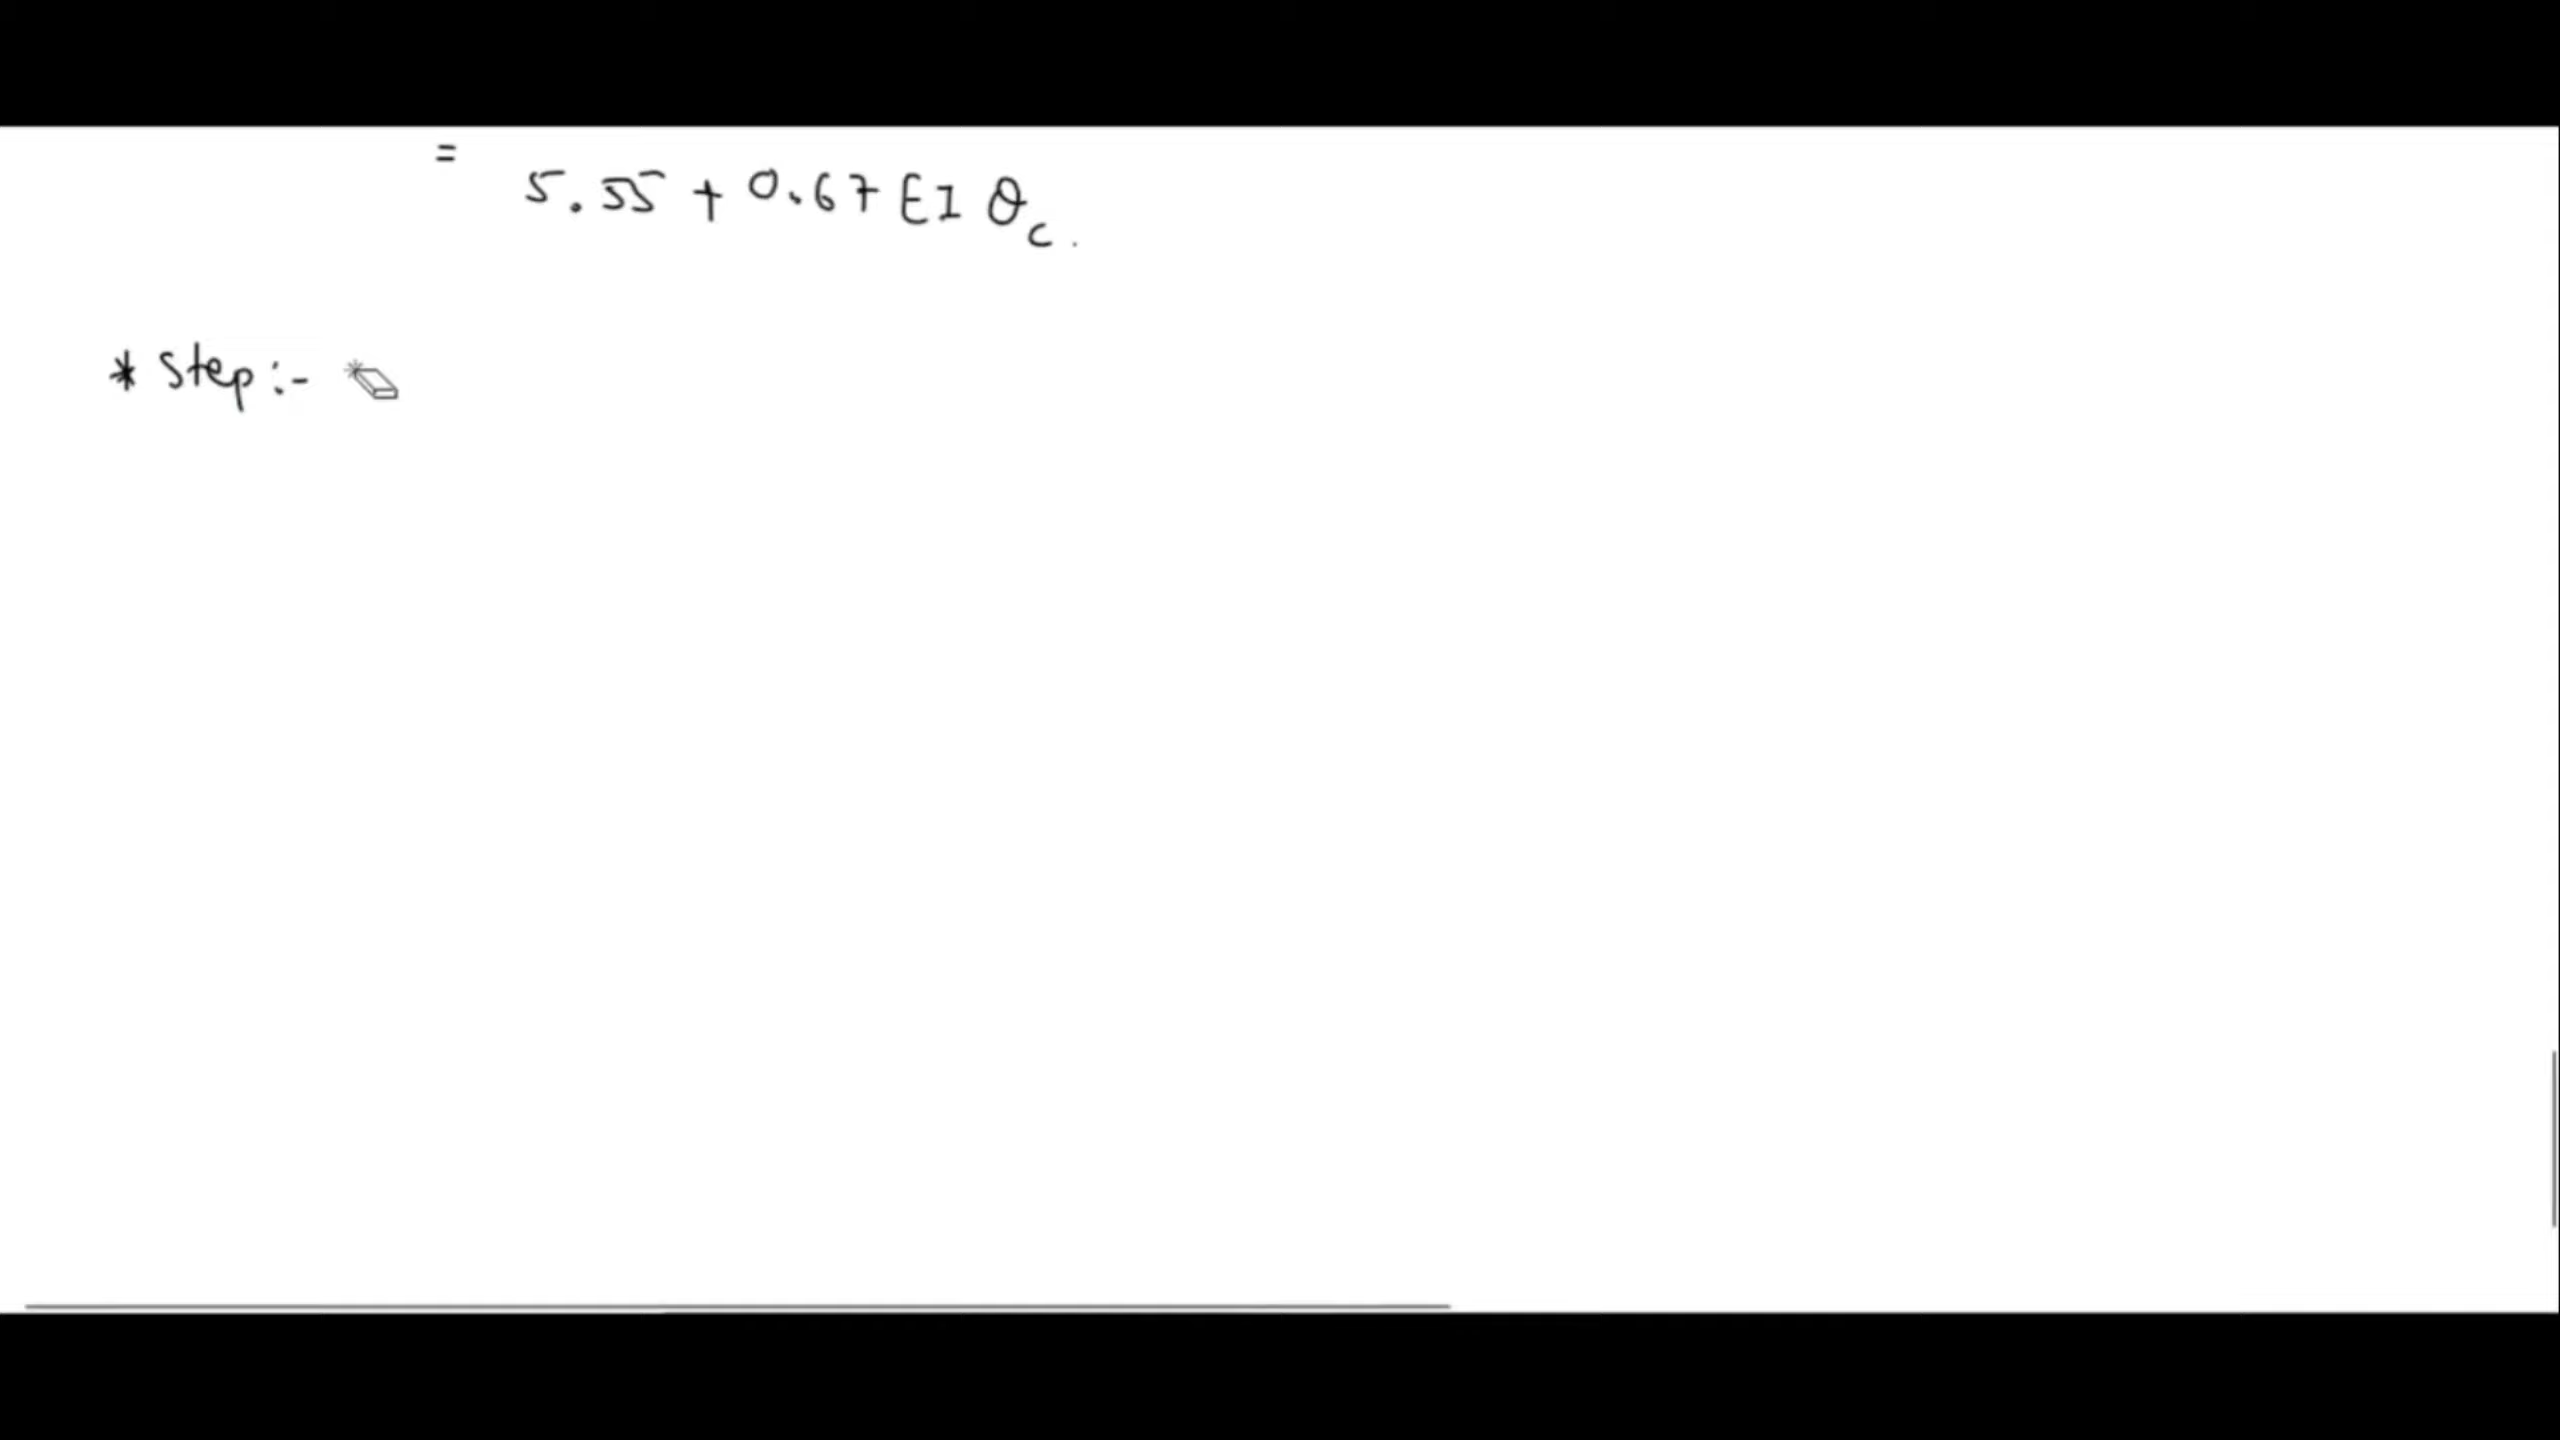 = 5.55 + 0.67 EI θc.
* Step :-